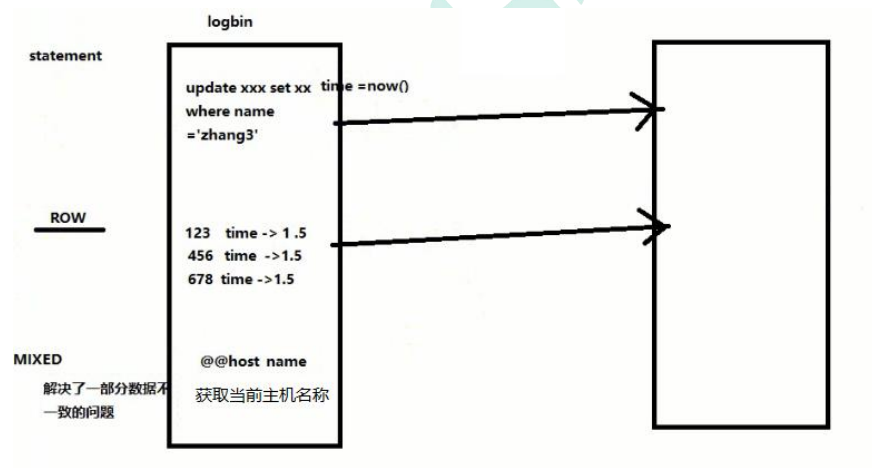 logbin
statement
update xxx set xx time =now()
where name
='zhang3'
ROW
123 time -> 1 .5
456 time ->1.5
678 time ->1.5
MIXED
@@host name
解决了一部分数据不
获取当前主机名称
一致的问题